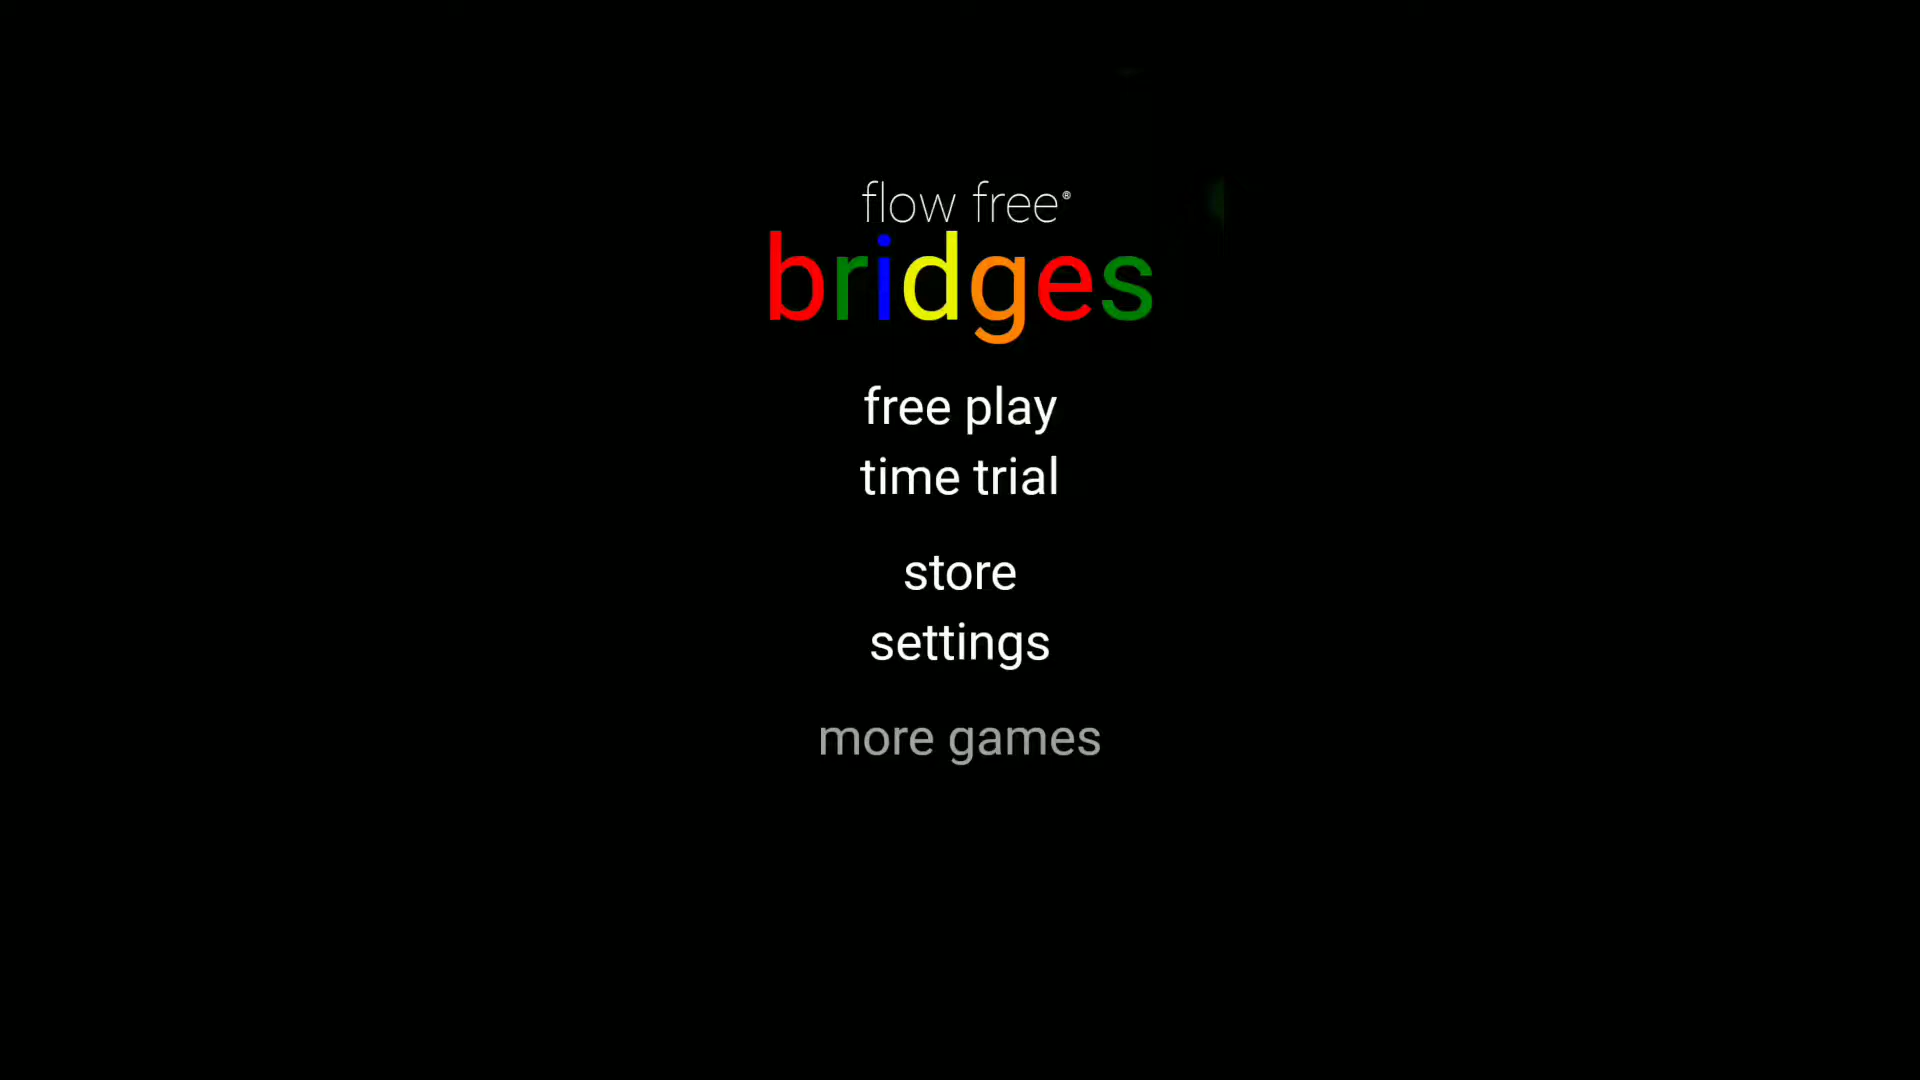 flow free®
bridges
free play
time trial
store
settings
more games